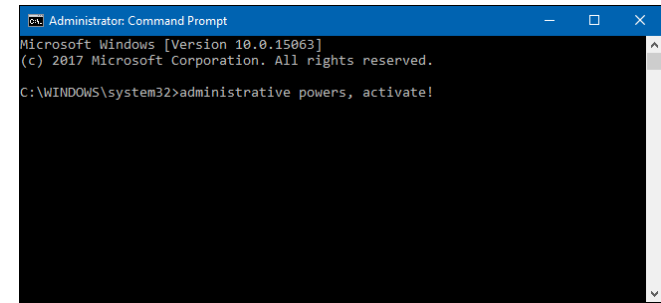 Administrator: Command Prompt
Microsoft Windows [Version 10.0.15063]
(c) 2017 Microsoft Corporation. All rights reserved.
C:\WINDOWS\system32>administrative powers, activate!